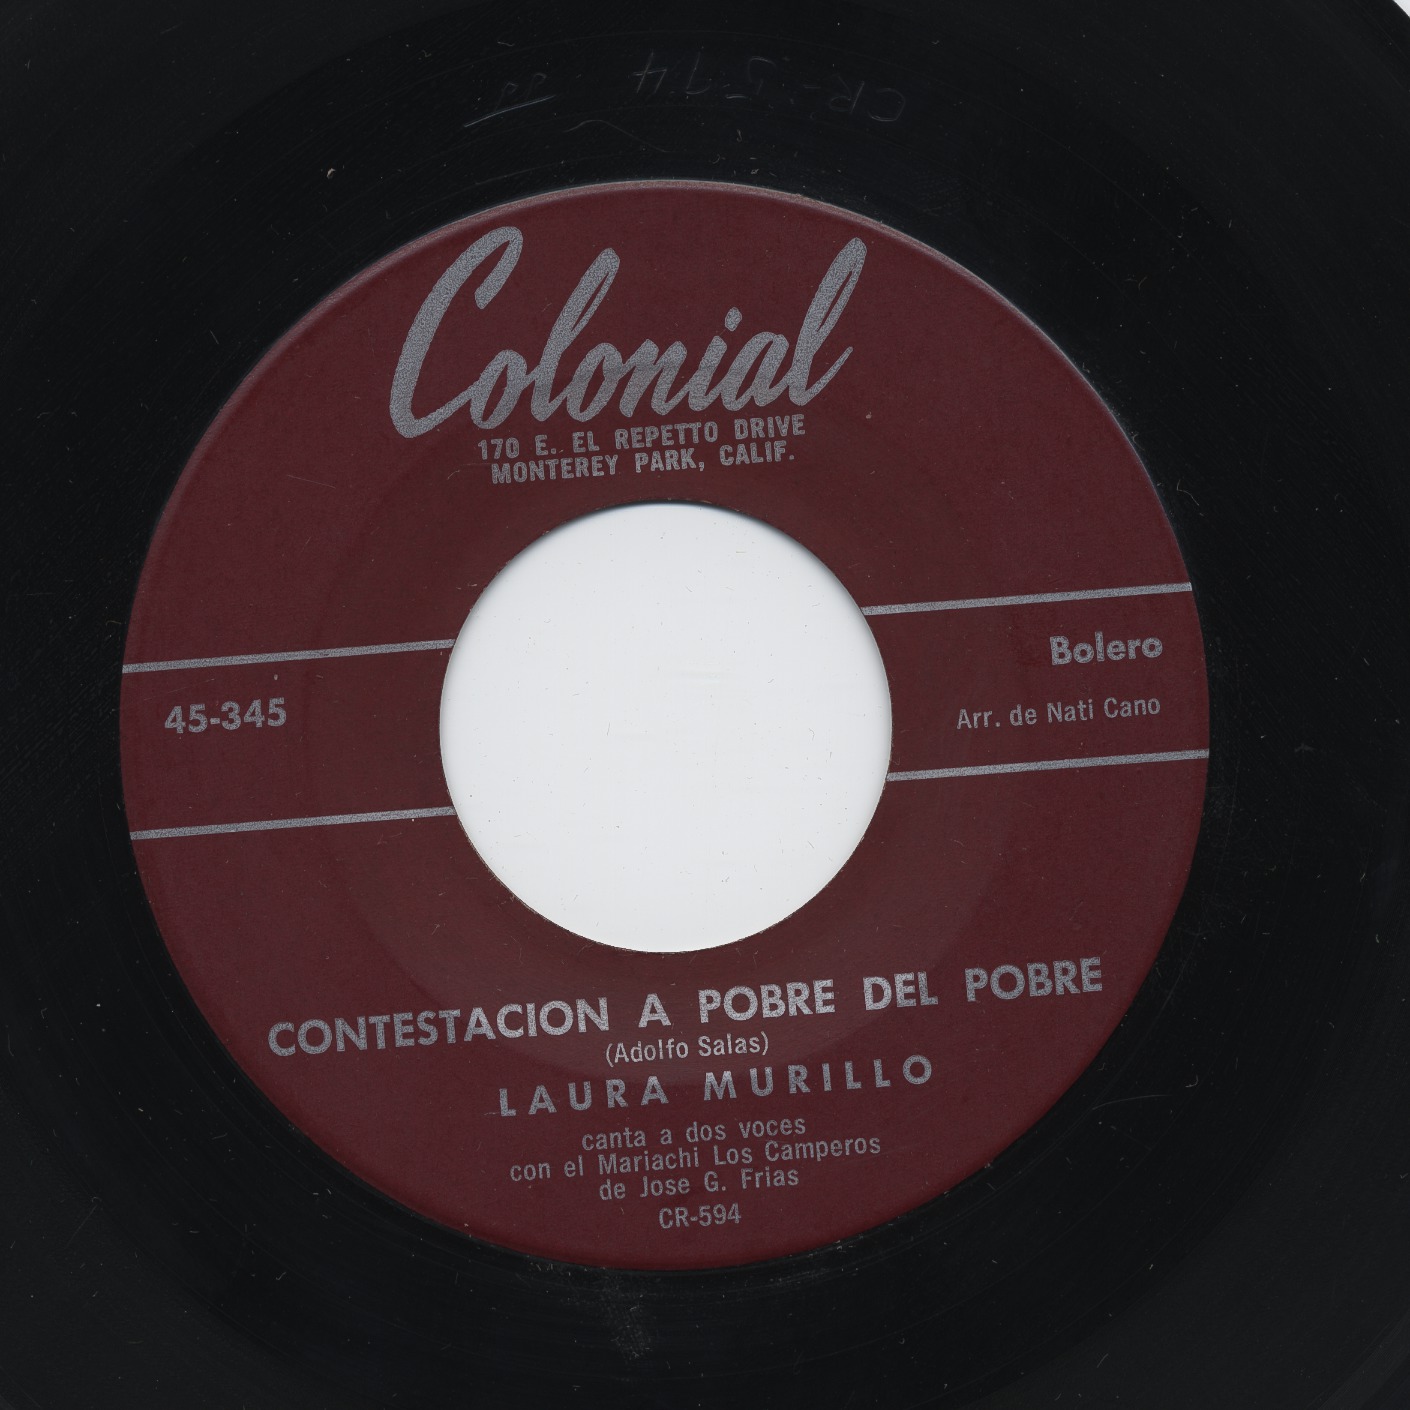 Colonial
170 E. EL REPETTO DRIVE
MONTEREY PARK, CALIF.
Bolero
45-345
Arr. de Nati Cano
CONTESTACION A POBRE DEL POBRE
(Adolfo Salas)
LAURA MURILLO
canta a dos voces
con el Mariachi Los Camperos
de Jose G. Frias
CR-594